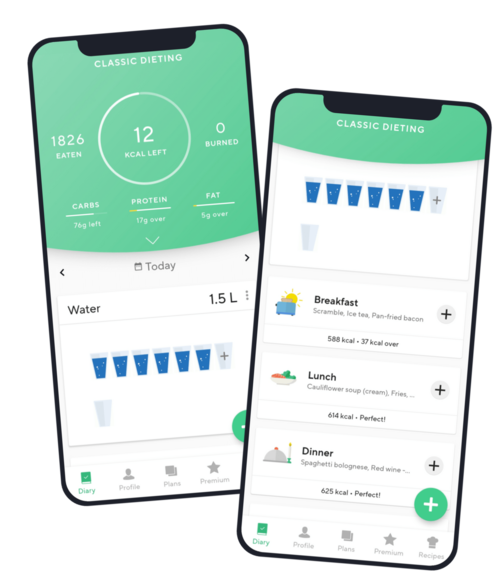 CLASSIC DIETING
1826
EATEN
12
KCAL LEFT
0
BURNED
CARBS
PROTEIN
FAT
76g left
17g over
5g over
Today
Water
1.5 L
+
Diary
Profile
Plans
Premium
CLASSIC DIETING
+
Breakfast
Scramble, Ice tea, Pan-fried bacon
+
588 kcal • 37 kcal over
Lunch
Cauliflower soup (cream), Fries, ...
+
614 kcal • Perfect!
Dinner
Spaghetti bolognese, Red wine -...
+
625 kcal • Perfect!
+
Diary
Profile
Plans
Premium
Recipes